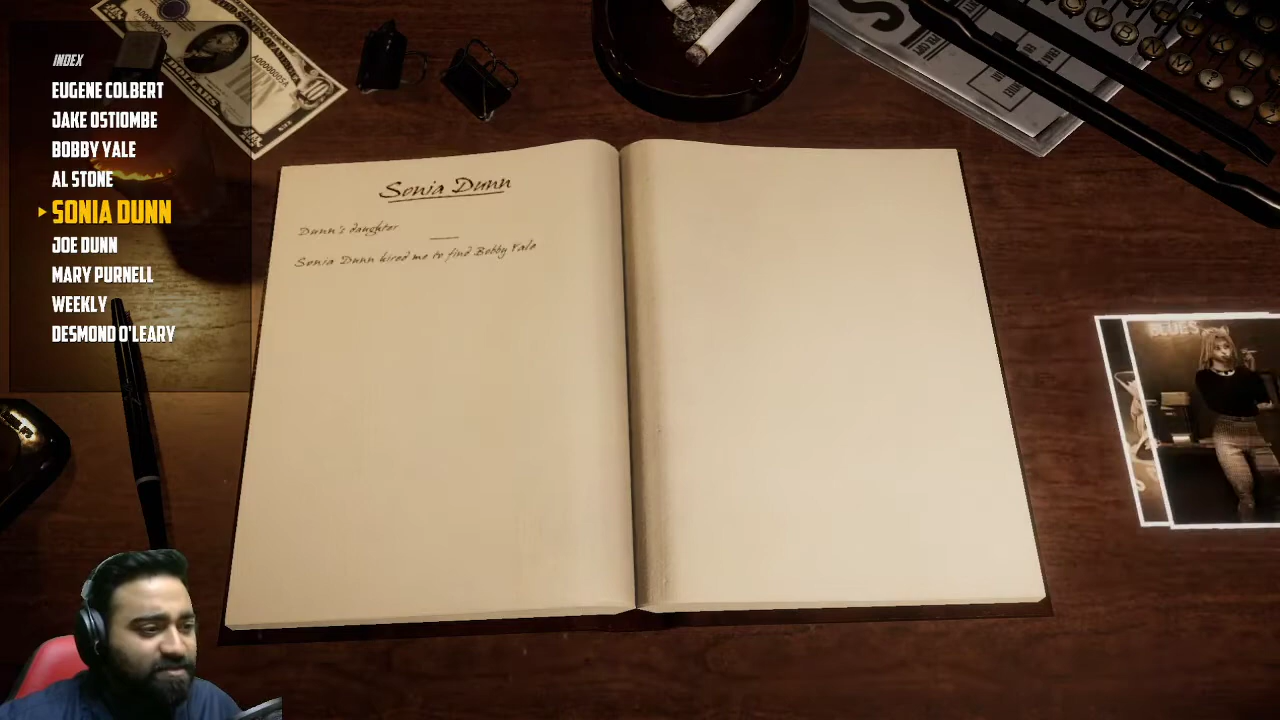 INDEX
EUGENE COLBERT
JAKE OSTIOMBE
BOBBY YALE
AL STONE
SONIA DUNN
JOE DUNN
MARY PURNELL
WEEKLY
DESMOND O'LEARY
Sonia Dunn
Dunn's daughter
Sonia Dunn hired me to find Bobby Yale
BLUES